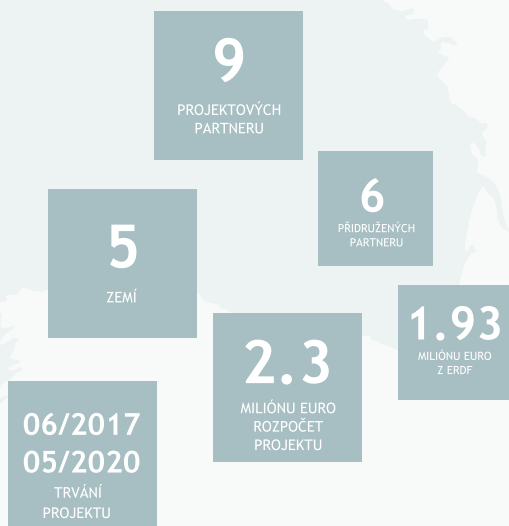 9
PROJEKTOVÝCH
PARTNERU
6
PŘIDRUŽENÝCH
PARTNERU
5
ZEMÍ
1.93
MILIÓNU EURO
Z ERDF
2.3
MILIÓNU EURO
ROZPOČET
PROJEKTU
06/2017
05/2020
TRVÁNÍ
PROJEKTU